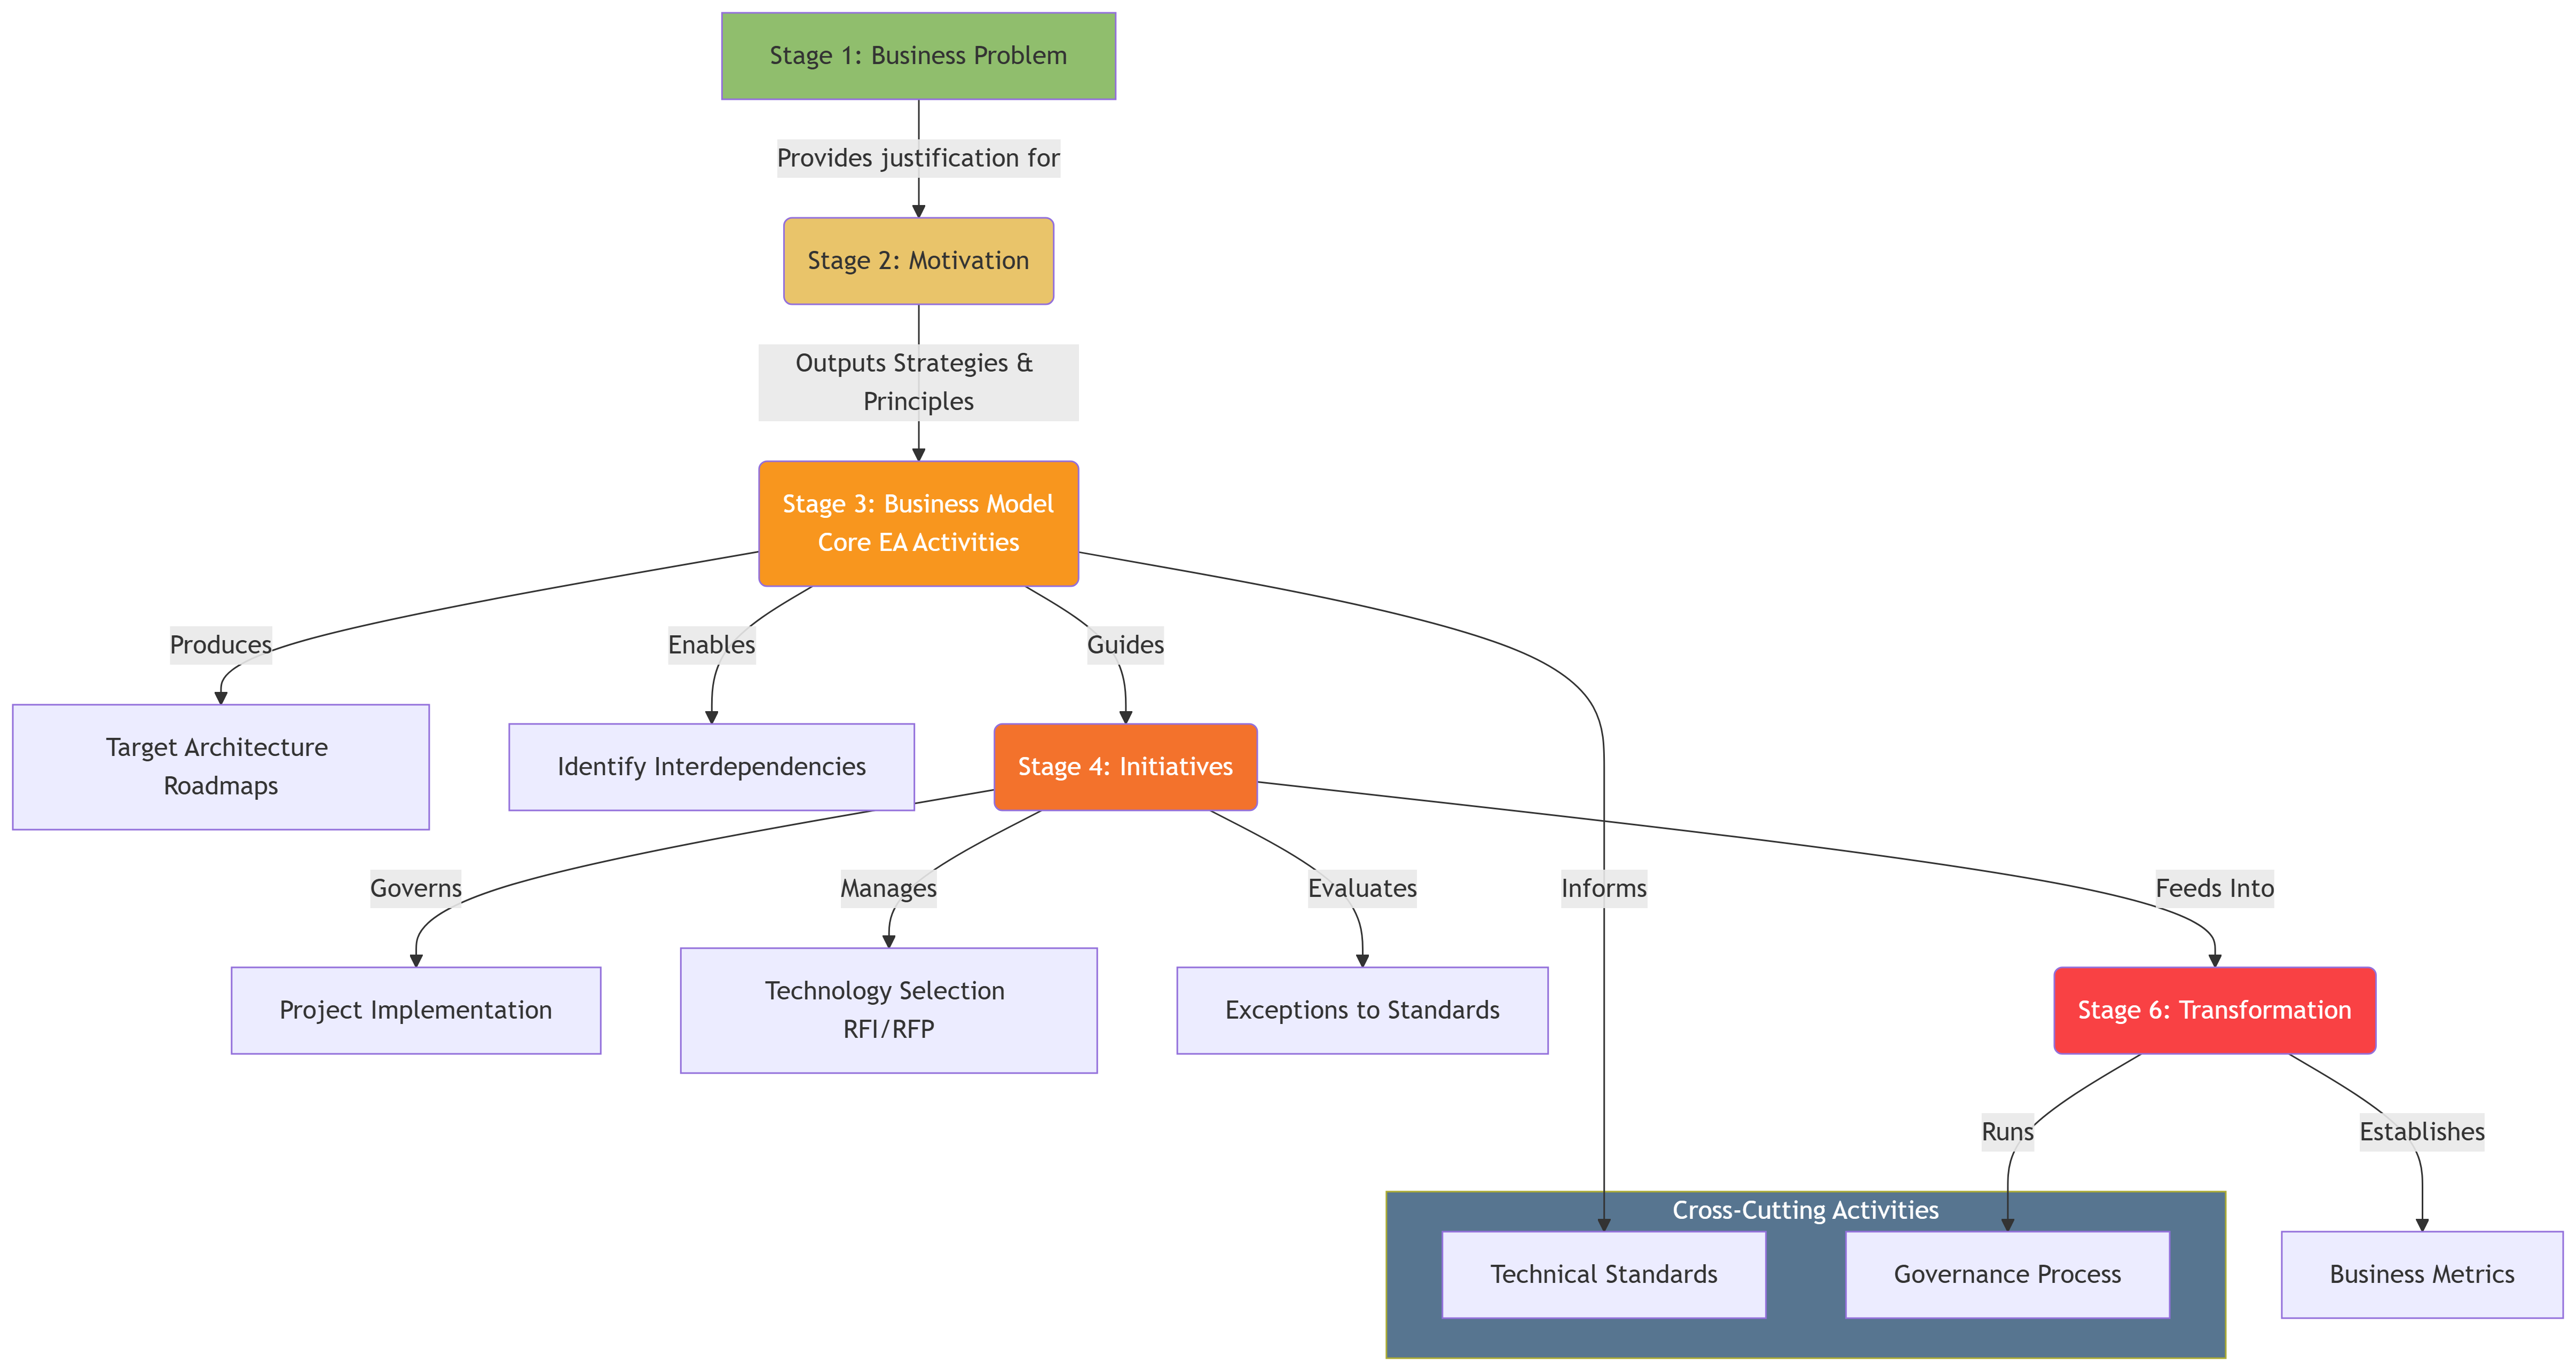 Stage 1: Business Problem
Provides justification for
Stage 2: Motivation
Outputs Strategies &
Principles
Stage 3: Business Model
Core EA Activities
Produces
Enables
Guides
Target Architecture
Roadmaps
Identify Interdependencies
Stage 4: Initiatives
Governs
Manages
Evaluates
Informs
Feeds Into
Project Implementation
Technology Selection
RFI/RFP
Exceptions to Standards
Stage 6: Transformation
Runs
Establishes
Cross-Cutting Activities
Technical Standards
Governance Process
Business Metrics